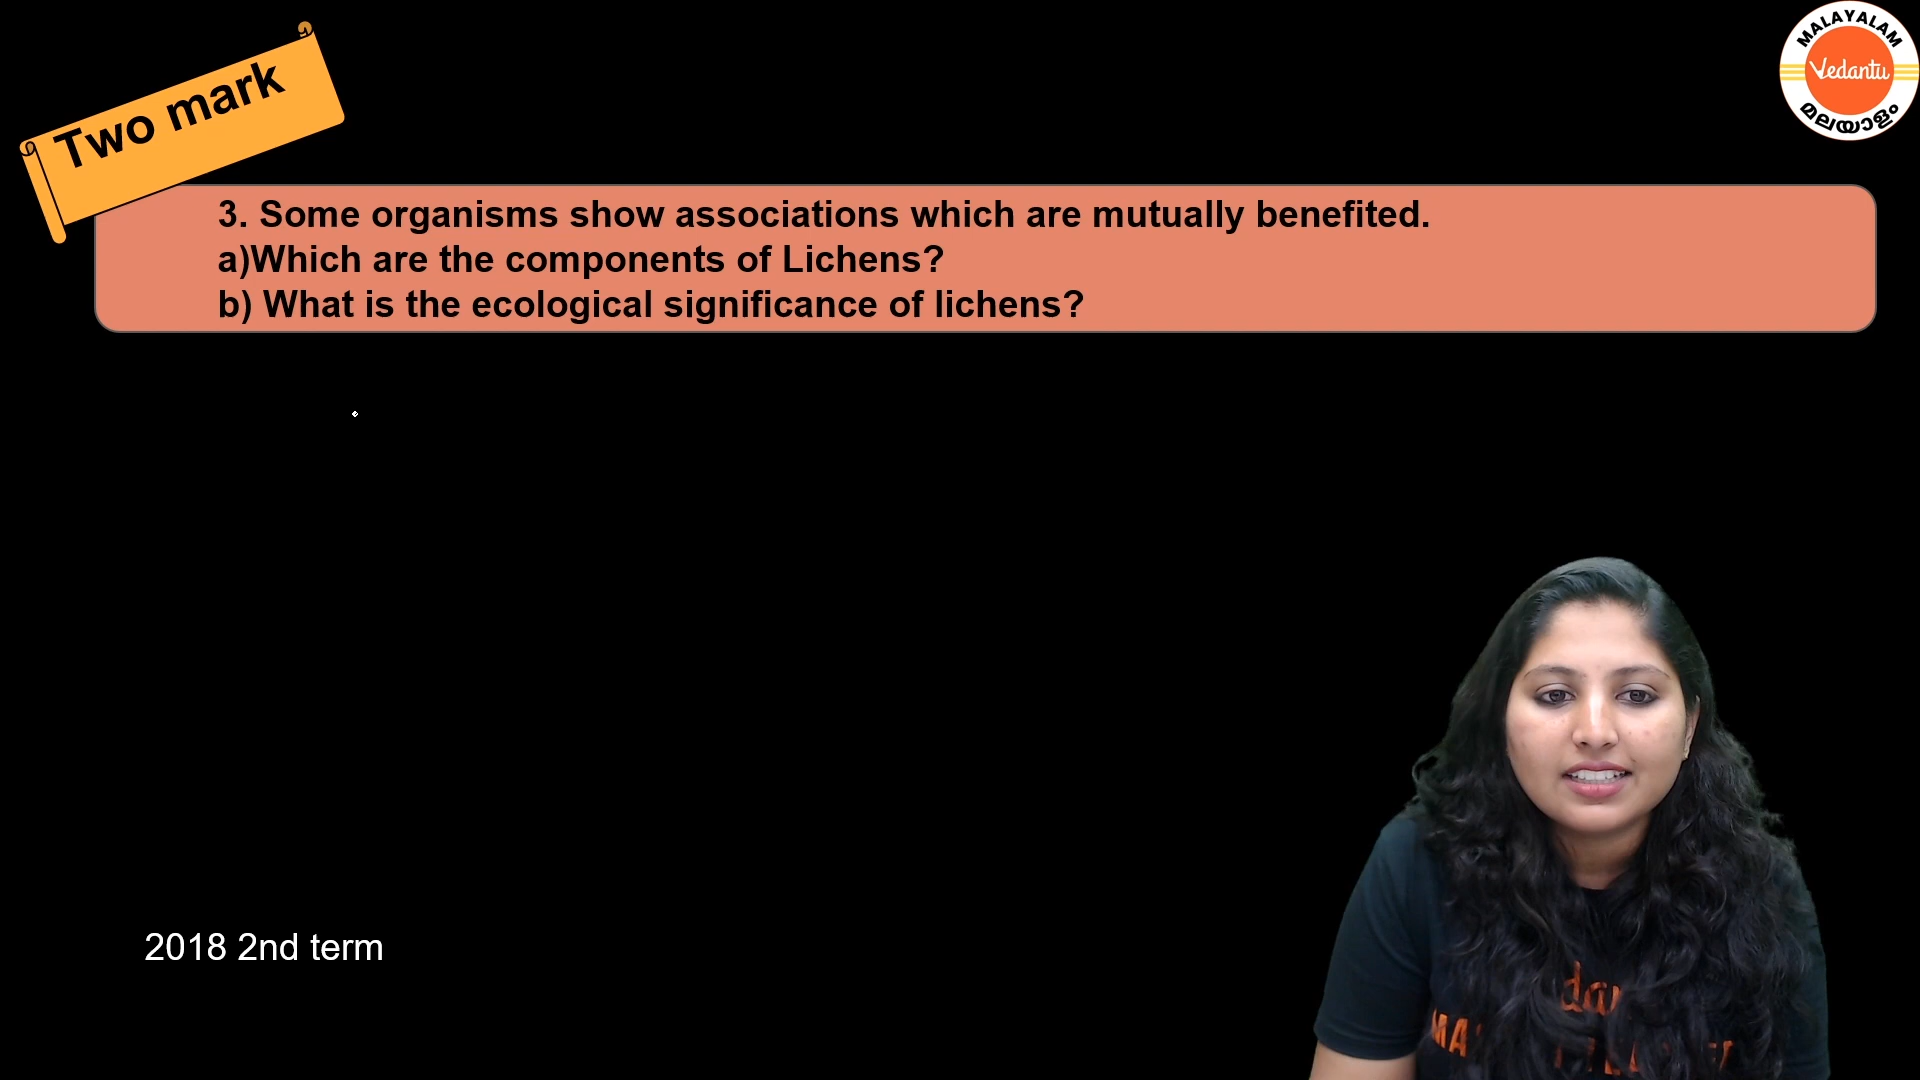 MALAYALAM
Vedantu
മലയാളം
Two mark
3. Some organisms show associations which are mutually benefited.
a)Which are the components of Lichens?
b) What is the ecological significance of lichens?
2018 2nd term